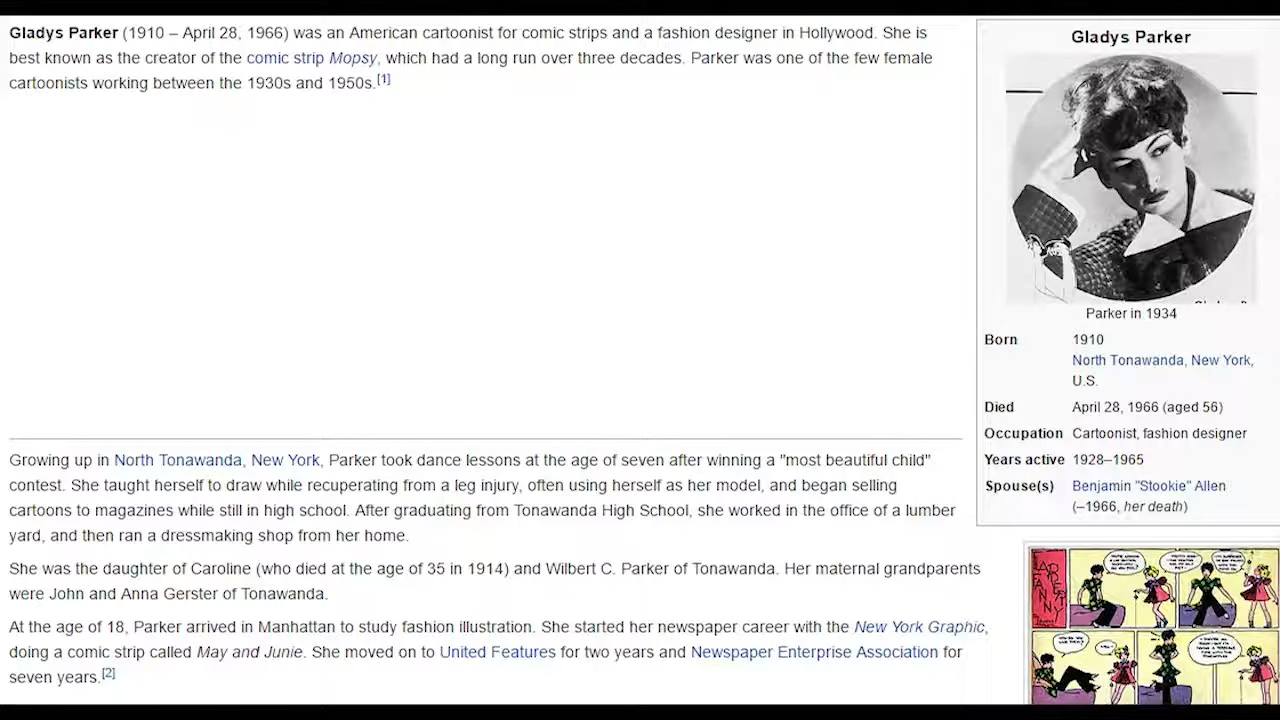 Gladys Parker (1910 – April 28, 1966) was an American cartoonist for comic strips and a fashion designer in Hollywood. She is
best known as the creator of the comic strip Mopsy, which had a long run over three decades. Parker was one of the few female
cartoonists working between the 1930s and 1950s.[1]
Growing up in North Tonawanda, New York, Parker took dance lessons at the age of seven after winning a "most beautiful child"
contest. She taught herself to draw while recuperating from a leg injury, often using herself as her model, and began selling
cartoons to magazines while still in high school. After graduating from Tonawanda High School, she worked in the office of a lumber
yard, and then ran a dressmaking shop from her home.
She was the daughter of Caroline (who died at the age of 35 in 1914) and Wilbert C. Parker of Tonawanda. Her maternal grandparents
were John and Anna Gerster of Tonawanda.
At the age of 18, Parker arrived in Manhattan to study fashion illustration. She started her newspaper career with the New York Graphic,
doing a comic strip called May and Junie. She moved on to United Features for two years and Newspaper Enterprise Association for
seven years.[2]
Gladys Parker
Parker in 1934
Born 1910
North Tonawanda, New York,
U.S.
Died April 28, 1966 (aged 56)
Occupation Cartoonist, fashion designer
Years active 1928–1965
Spouse(s) Benjamin "Stookie" Allen
(–1966, her death)